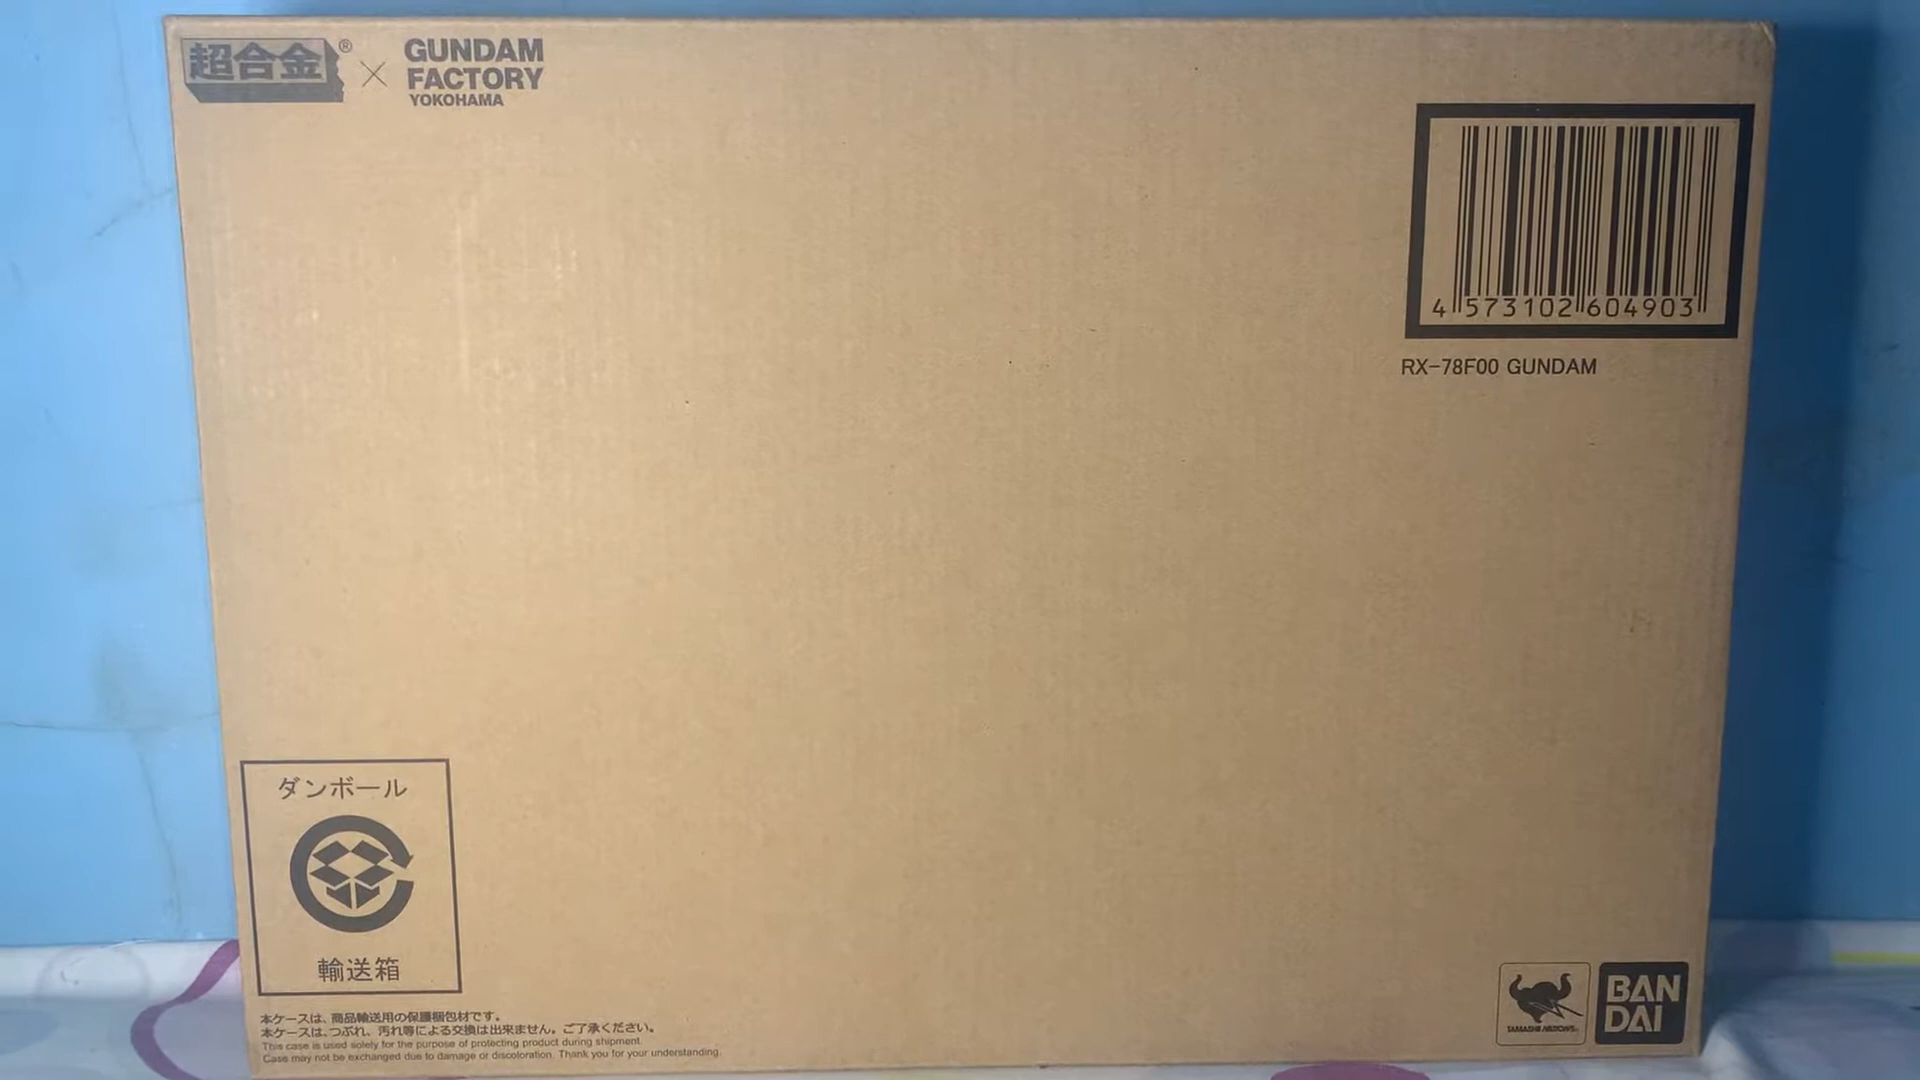 超合金® × GUNDAM
FACTORY
YOKOHAMA
4 573102 604903
RX-78F00 GUNDAM
ダンボール
輸送箱
本ケースは、商品輸送用の保護梱包材です。
本ケースは、つぶれ、汚れ等による交換は出来ません。ご了承ください。
This case is used solely for the purpose of protecting product during shipment.
Case may not be exchanged due to damage or discoloration. Thank you for your understanding.
TAMASHII NATIONS
BAN
DAI